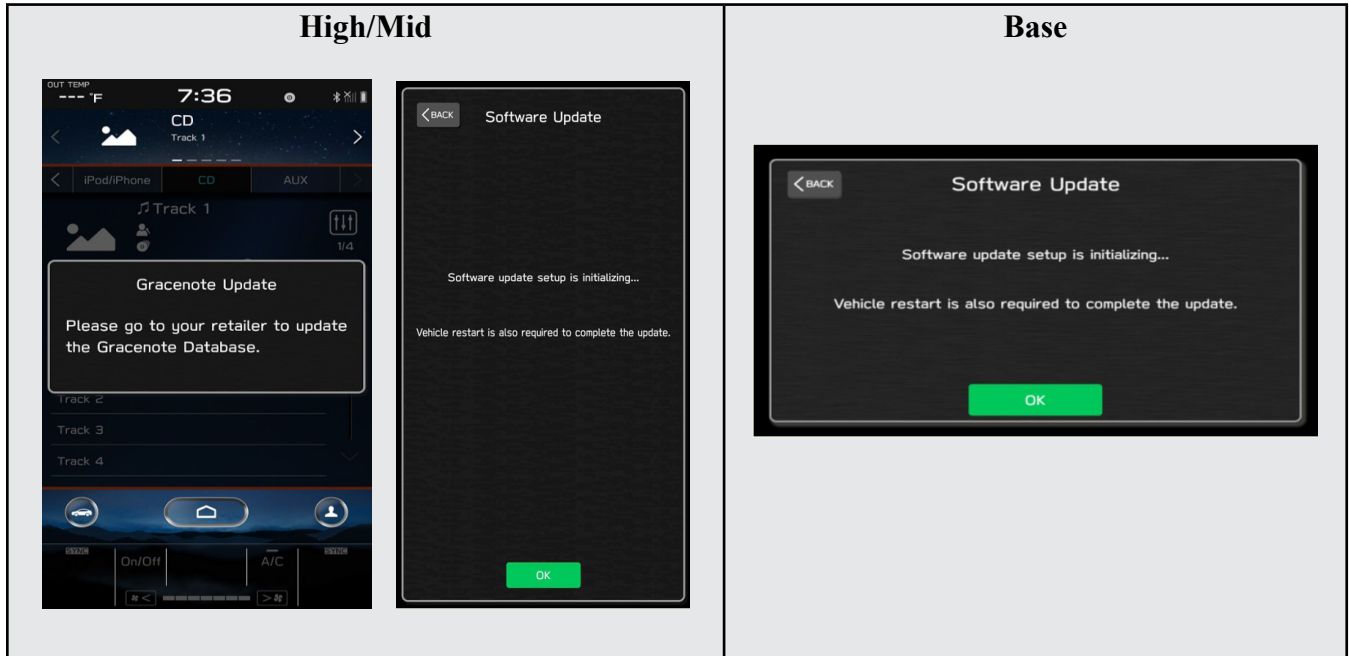 High/Mid
Base
OUT TEMP
--- °F
7:36
CD
Track 1
iPod/iPhone
CD
AUX
Track 1
1/4
Gracenote Update
Please go to your retailer to update
the Gracenote Database.
Track 2
Track 3
Track 4
SYNC
On/Off
A/C
SYNC
BACK
Software Update
Software update setup is initializing...
Vehicle restart is also required to complete the update.
OK
BACK
Software Update
Software update setup is initializing...
Vehicle restart is also required to complete the update.
OK